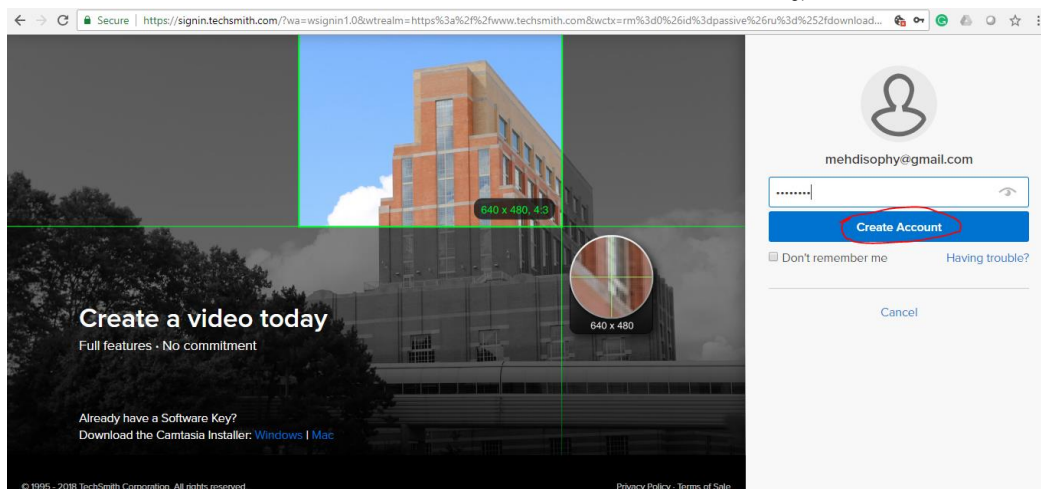 Secure | https://signin.techsmith.com/?wa=wsignin1.0&wtrealm=https%3a%2f%2fwww.techsmith.com&wctx=rm%3d0%26id%3dpassive%26ru%3d%252fdownload...
mehdisophy@gmail.com
........
Create Account
Don't remember me Having trouble?
Cancel
640 x 480, 4:3
640 x 480
Create a video today
Full features · No commitment
Already have a Software Key?
Download the Camtasia Installer: Windows | Mac
© 1995 - 2018 TechSmith Corporation. All rights reserved. Privacy Policy - Terms of Sale